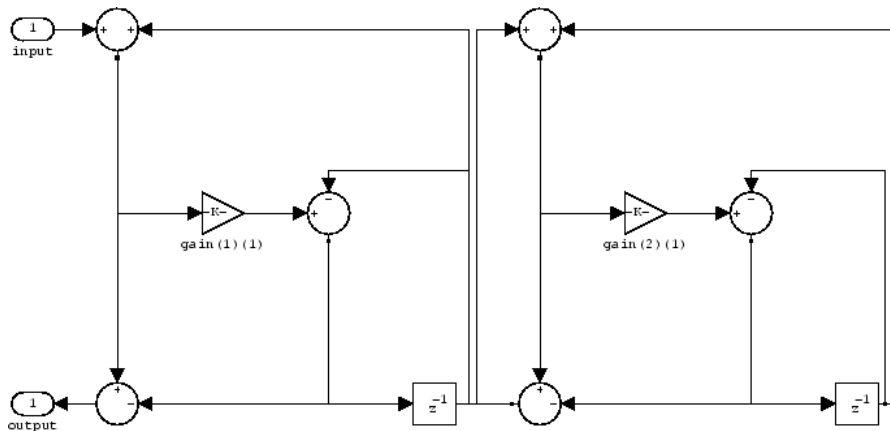 1
+ +
+ +
input
-
-
-K-
+
-K-
+
gain(1)(1)
gain(2)(1)
+
+
1
-
z^-1
-
z^-1
output